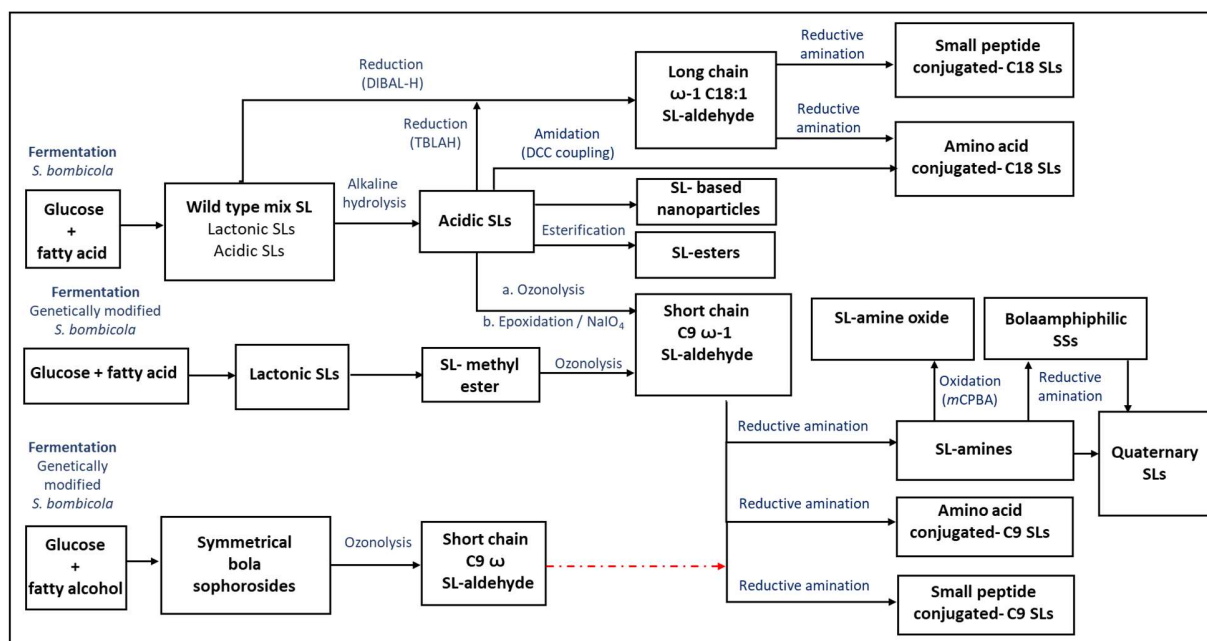 Reduction
(DIBAL-H)
Reduction
(TBLAH)
Long chain
ω-1 C18:1
SL-aldehyde
Reductive
amination
Small peptide
conjugated- C18 SLs
Reductive
amination
Amidation
(DCC coupling)
Amino acid
conjugated- C18 SLs
Fermentation
S. bombicola
Glucose
+
fatty acid
Wild type mix SL
Lactonic SLs
Acidic SLs
Alkaline
hydrolysis
Acidic SLs
SL- based
nanoparticles
Esterification
SL-esters
Fermentation
Genetically modified
S. bombicola
a. Ozonolysis
b. Epoxidation / NaIO4
Short chain
C9 ω-1
SL-aldehyde
Glucose + fatty acid
Lactonic SLs
SL- methyl
ester
Ozonolysis
SL-amine oxide
Bolaamphiphilic
SSs
Oxidation
(mCPBA)
Reductive
amination
Reductive amination
SL-amines
Quaternary
SLs
Fermentation
Genetically
modified
S. bombicola
Glucose
+
fatty alcohol
Symmetrical
bola
sophorosides
Ozonolysis
Short chain
C9 ω
SL-aldehyde
Reductive amination
Amino acid
conjugated- C9 SLs
Reductive amination
Small peptide
conjugated- C9 SLs